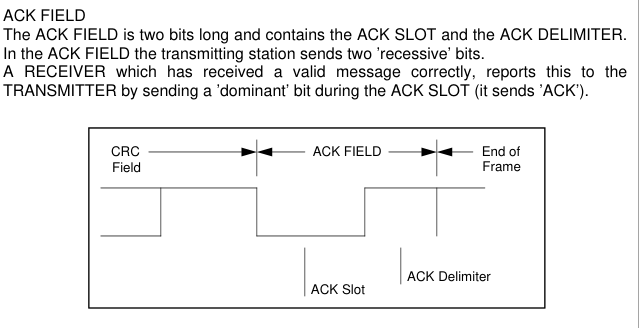 ACK FIELD
The ACK FIELD is two bits long and contains the ACK SLOT and the ACK DELIMITER.
In the ACK FIELD the transmitting station sends two 'recessive' bits.
A RECEIVER which has received a valid message correctly, reports this to the
TRANSMITTER by sending a 'dominant' bit during the ACK SLOT (it sends 'ACK').
CRC
Field
ACK FIELD
End of
Frame
ACK Slot
ACK Delimiter